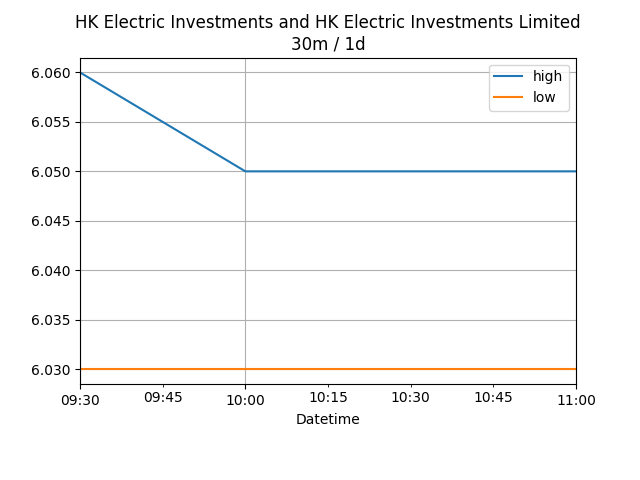 HK Electric Investments and HK Electric Investments Limited
30m / 1d
high
low
6.060
6.055
6.050
6.045
6.040
6.035
6.030
09:30 09:45 10:00 10:15 10:30 10:45 11:00
Datetime